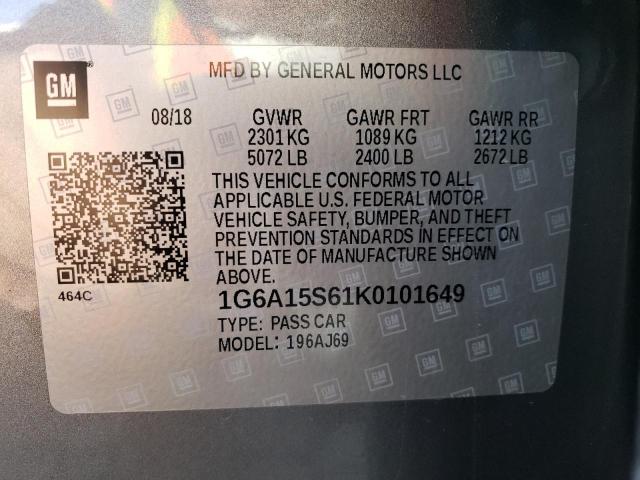 GM
MFD BY GENERAL MOTORS LLC
08/18 GVWR GAWR FRT GAWR RR
2301 KG 1089 KG 1212 KG
5072 LB 2400 LB 2672 LB
THIS VEHICLE CONFORMS TO ALL
APPLICABLE U.S. FEDERAL MOTOR
VEHICLE SAFETY, BUMPER, AND THEFT
PREVENTION STANDARDS IN EFFECT ON
THE DATE OF MANUFACTURE SHOWN
ABOVE.
464C
1G6A15S61K0101649
TYPE: PASS CAR
MODEL: 196AJ69